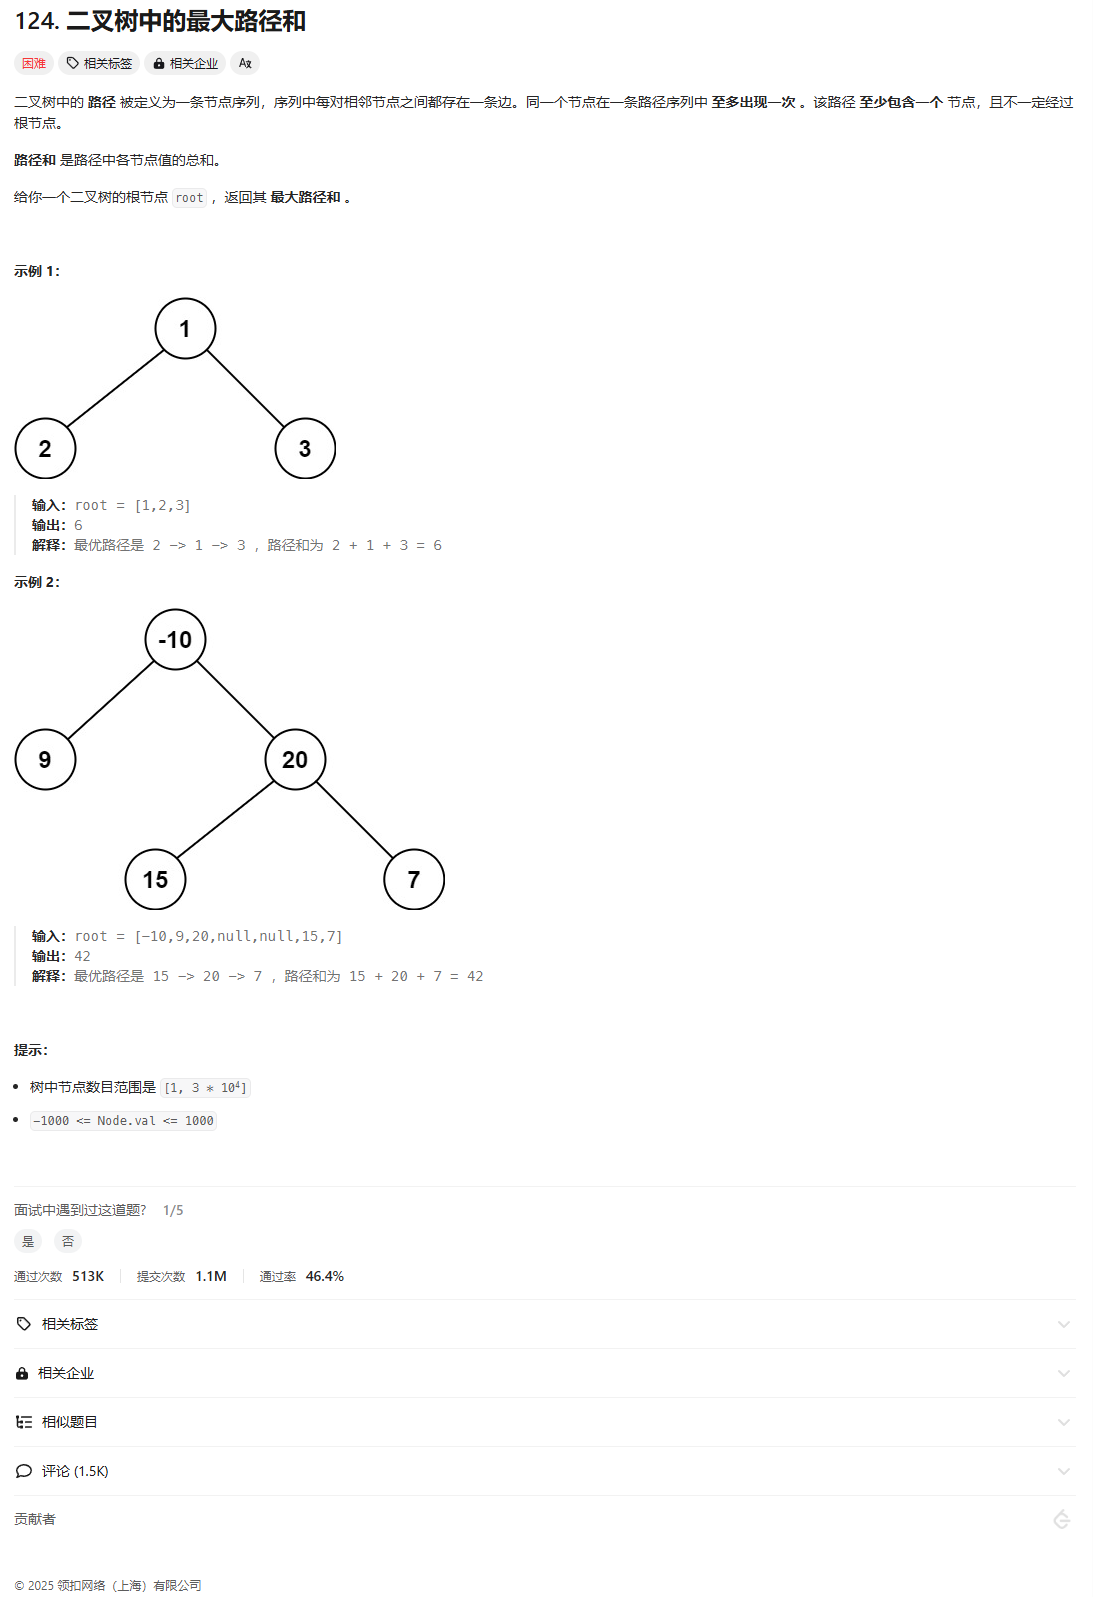 124. 二叉树中的最大路径和
困难 相关标签 相关企业
二叉树中的 路径 被定义为一条节点序列，序列中每对相邻节点之间都存在一条边。同一个节点在一条路径序列中 至多出现一次 。该路径 至少包含一个 节点，且不一定经过
根节点。
路径和 是路径中各节点值的总和。
给你一个二叉树的根节点 root ，返回其 最大路径和 。
示例 1：
1
2 3
输入：root = [1,2,3]
输出：6
解释：最优路径是 2 -> 1 -> 3 ，路径和为 2 + 1 + 3 = 6
示例 2：
-10
9 20
15 7
输入：root = [-10,9,20,null,null,15,7]
输出：42
解释：最优路径是 15 -> 20 -> 7 ，路径和为 15 + 20 + 7 = 42
提示：
• 树中节点数目范围是 [1, 3 * 10⁴]
• -1000 <= Node.val <= 1000
面试中遇到过这道题? 1/5
是 否
通过次数 513K 提交次数 1.1M 通过率 46.4%
相关标签
相关企业
相似题目
评论 (1.5K)
贡献者
© 2025 领扣网络（上海）有限公司